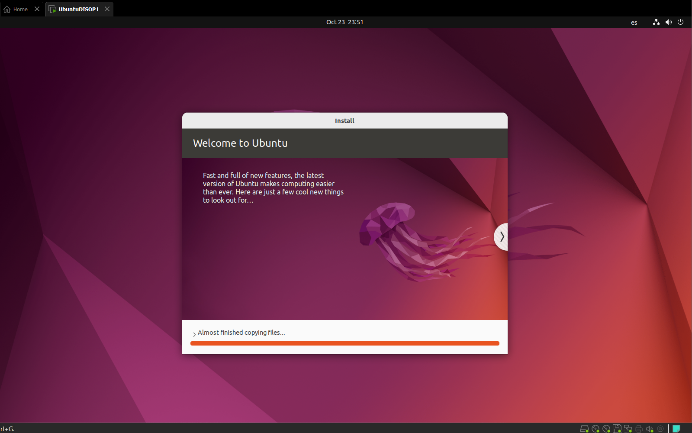 Home
UbuntuDISOP I
Oct 23 23:51
es
Install
Welcome to Ubuntu
Fast and full of new features, the latest
version of Ubuntu makes computing easier
than ever. Here are just a few cool new things
to look out for...
Almost finished copying files...